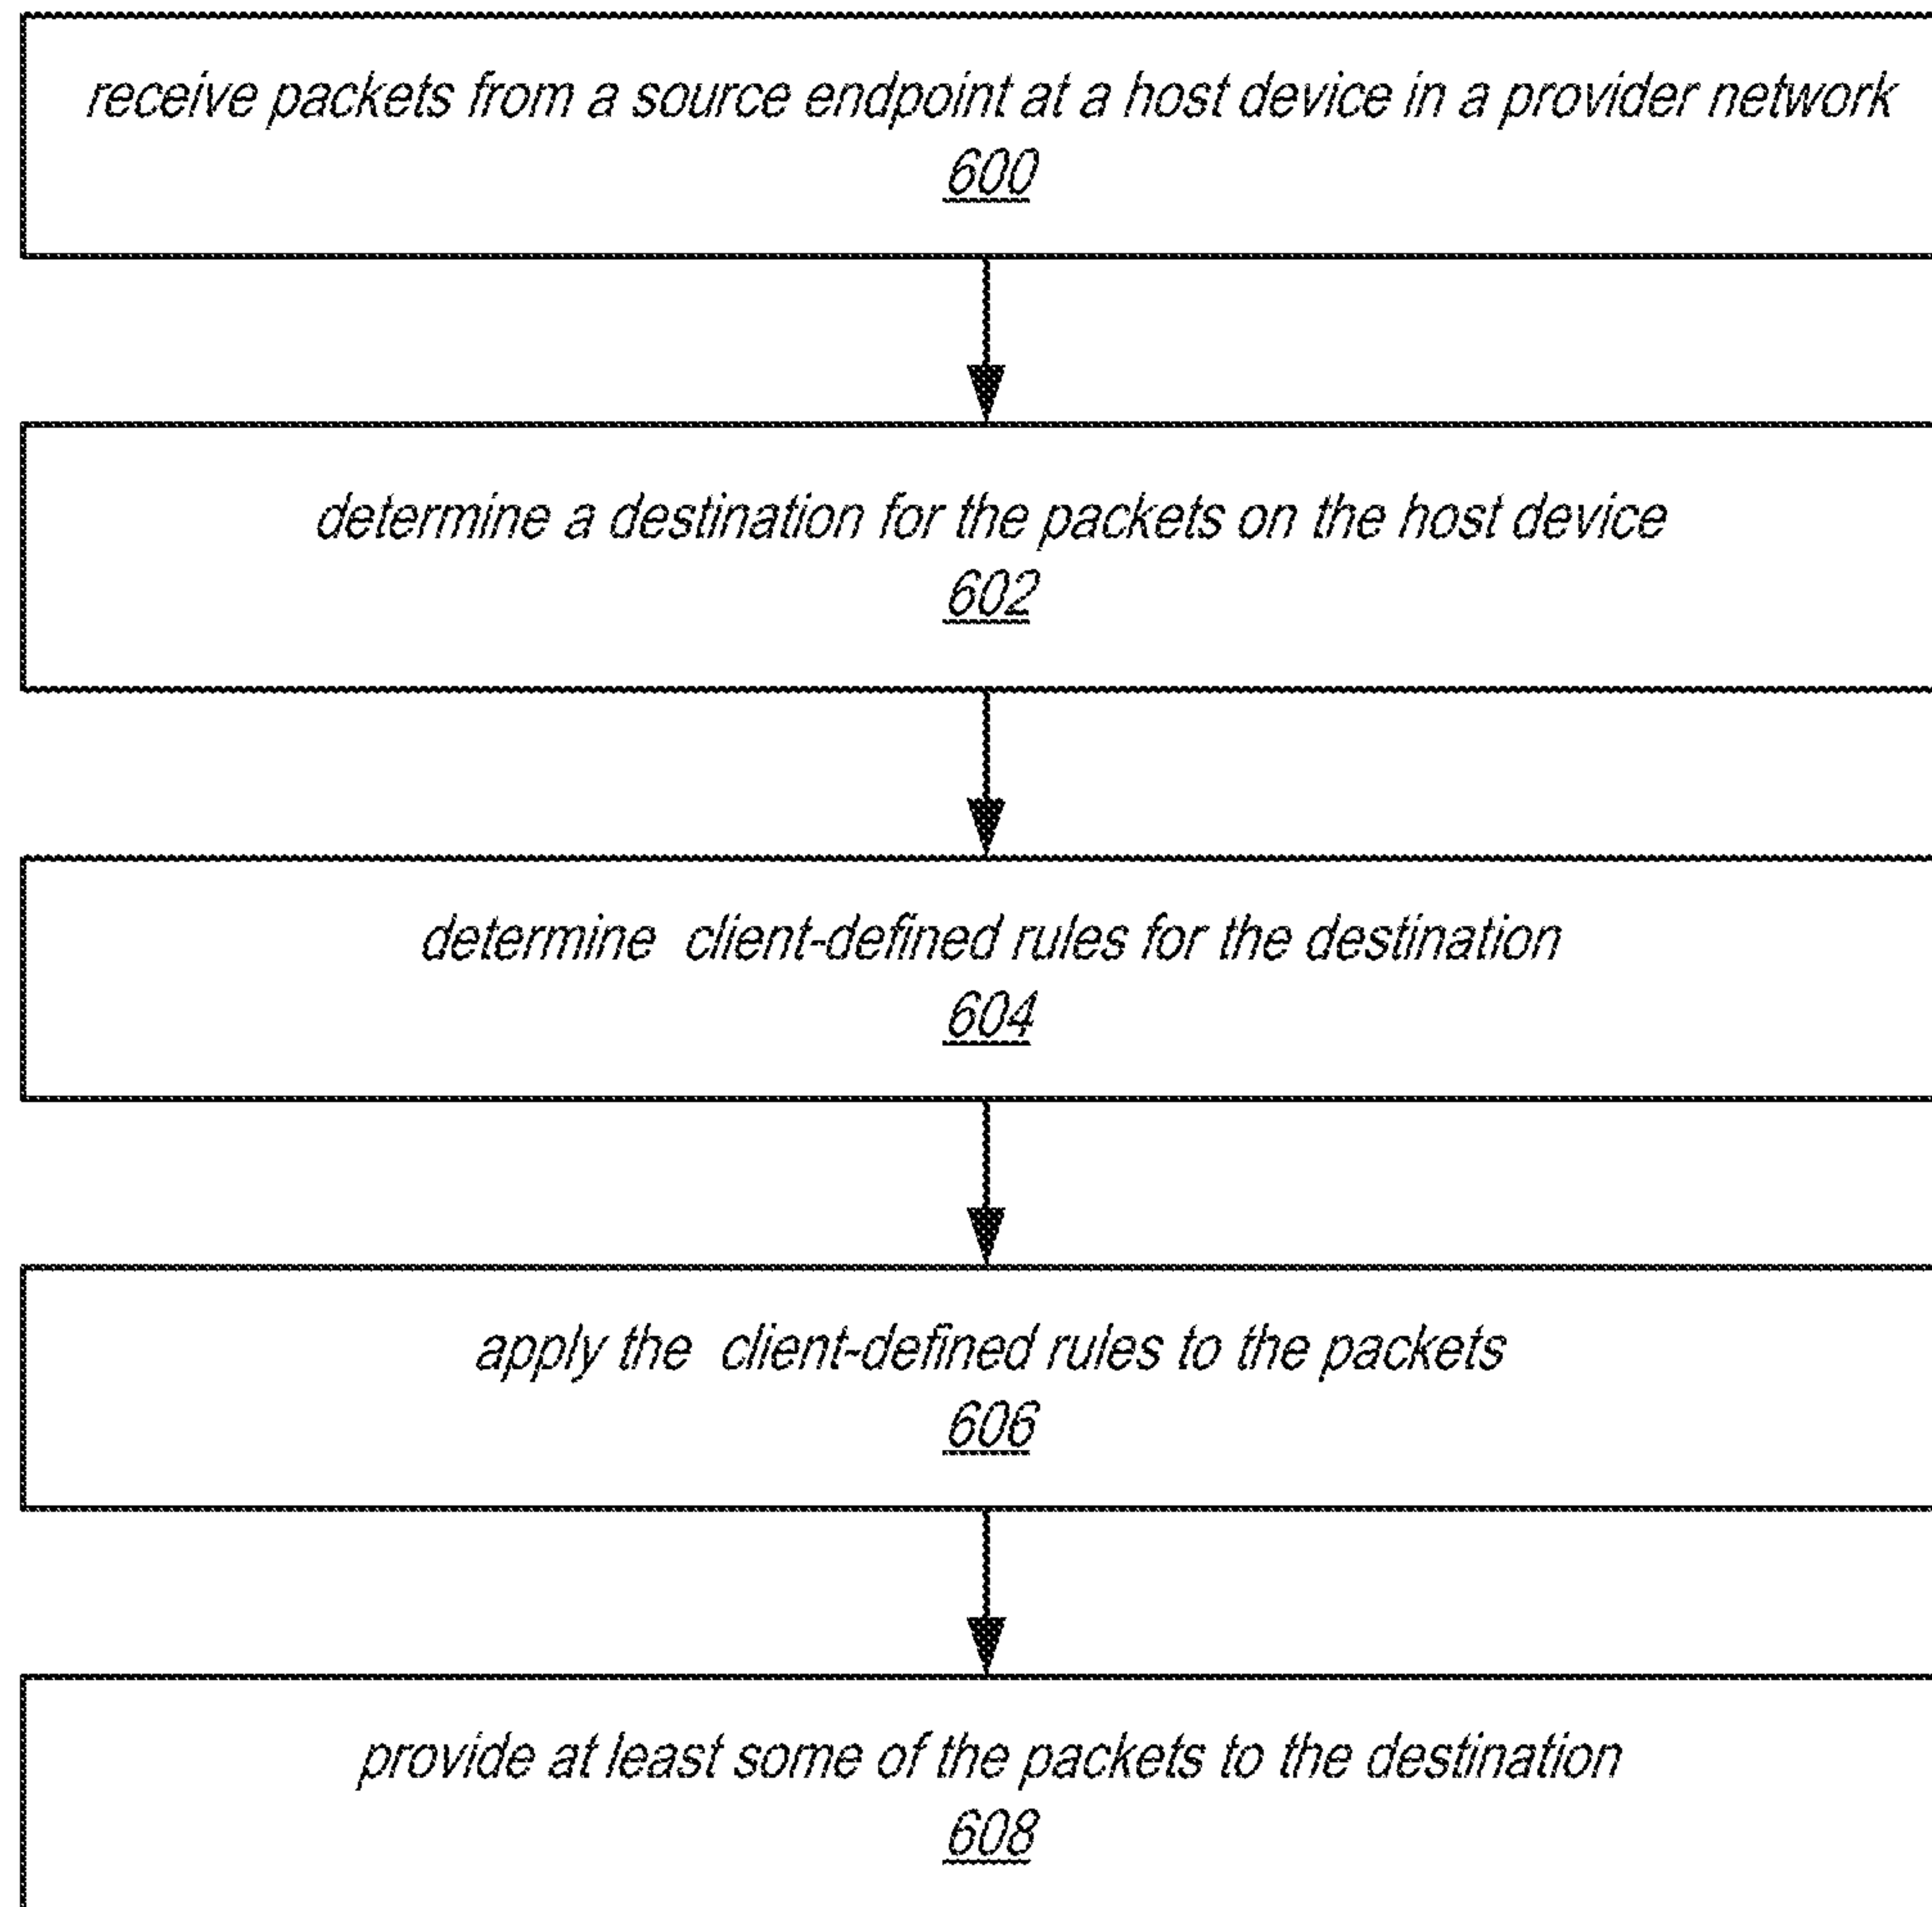 receive packets from a source endpoint at a host device in a provider network
600
determine a destination for the packets on the host device
602
determine  client-defined rules for the destination
604
apply the  client-defined rules to the packets
606
provide at least some of the packets to the destination
608